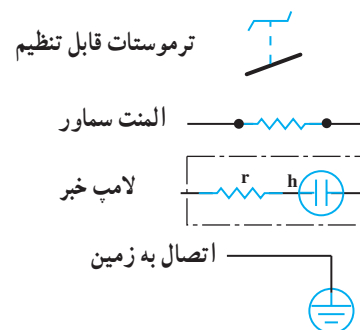 ترموستات قابل تنظیم
المنت سماور
r
h
لامپ خبر
اتصال به زمین